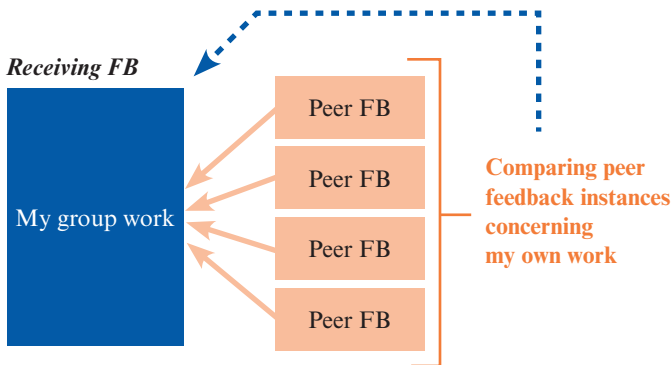 Receiving FB
My group work
Peer FB
Peer FB
Peer FB
Peer FB
Comparing peer
feedback instances
concerning
my own work